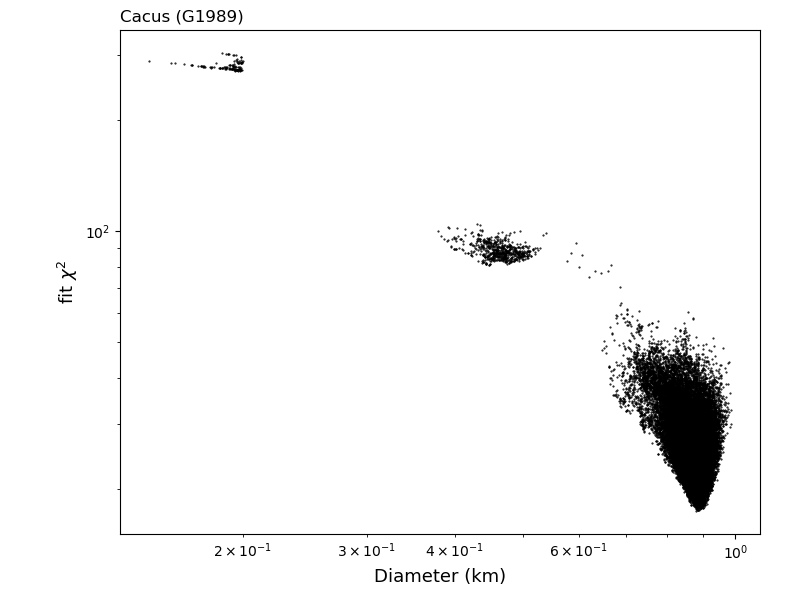 Cacus (G1989)
fit χ²
10²
2 × 10⁻¹ 3 × 10⁻¹ 4 × 10⁻¹ 6 × 10⁻¹ 10⁰
Diameter (km)